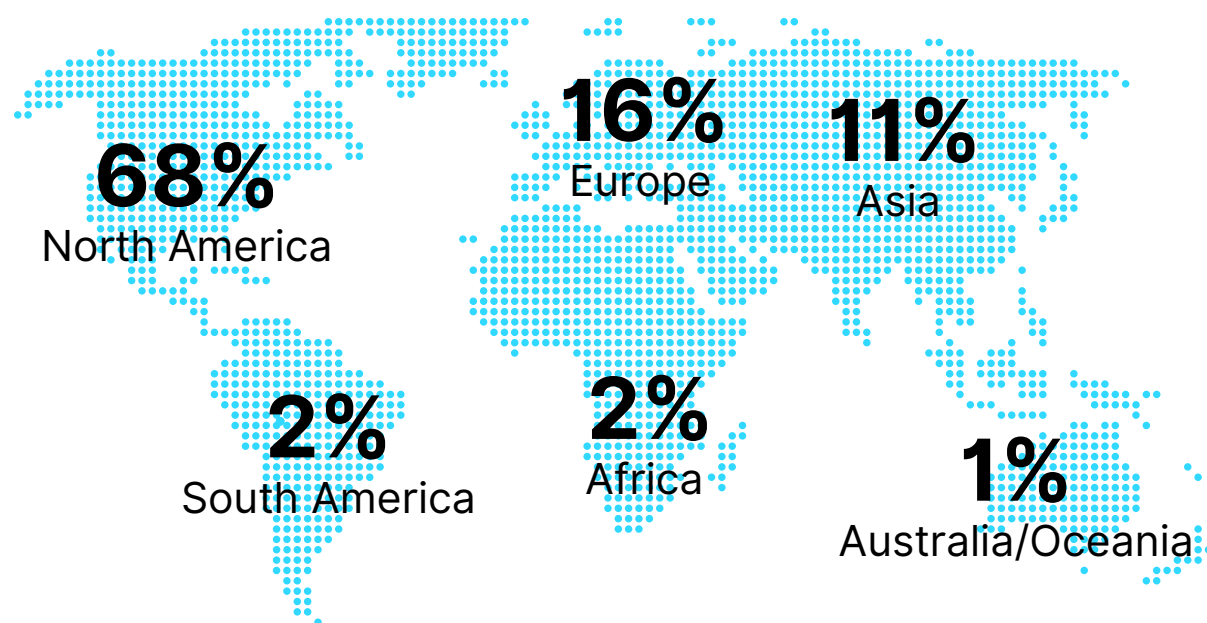 68%
North America
16%
Europe
11%
Asia
2%
South America
2%
Africa
1%
Australia/Oceania